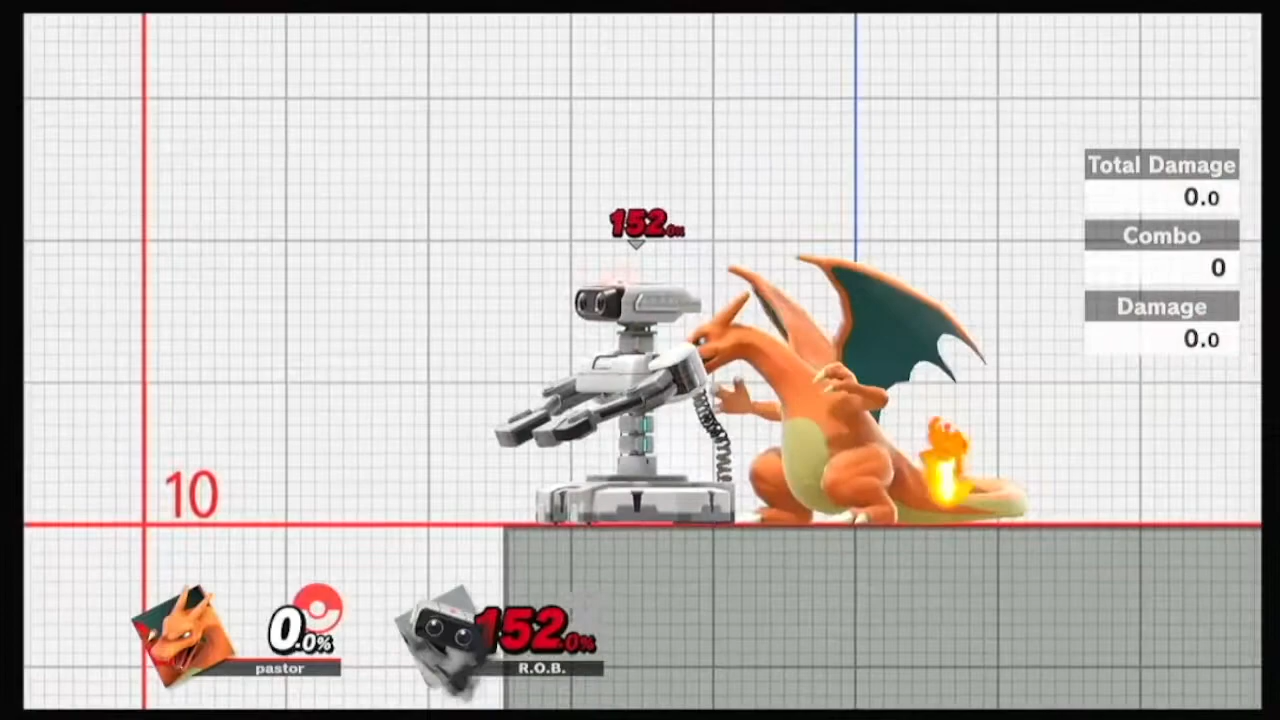 Total Damage
0.0
Combo
0
Damage
0.0
152.0%
10
0.0%
pastor
152.0%
R.O.B.